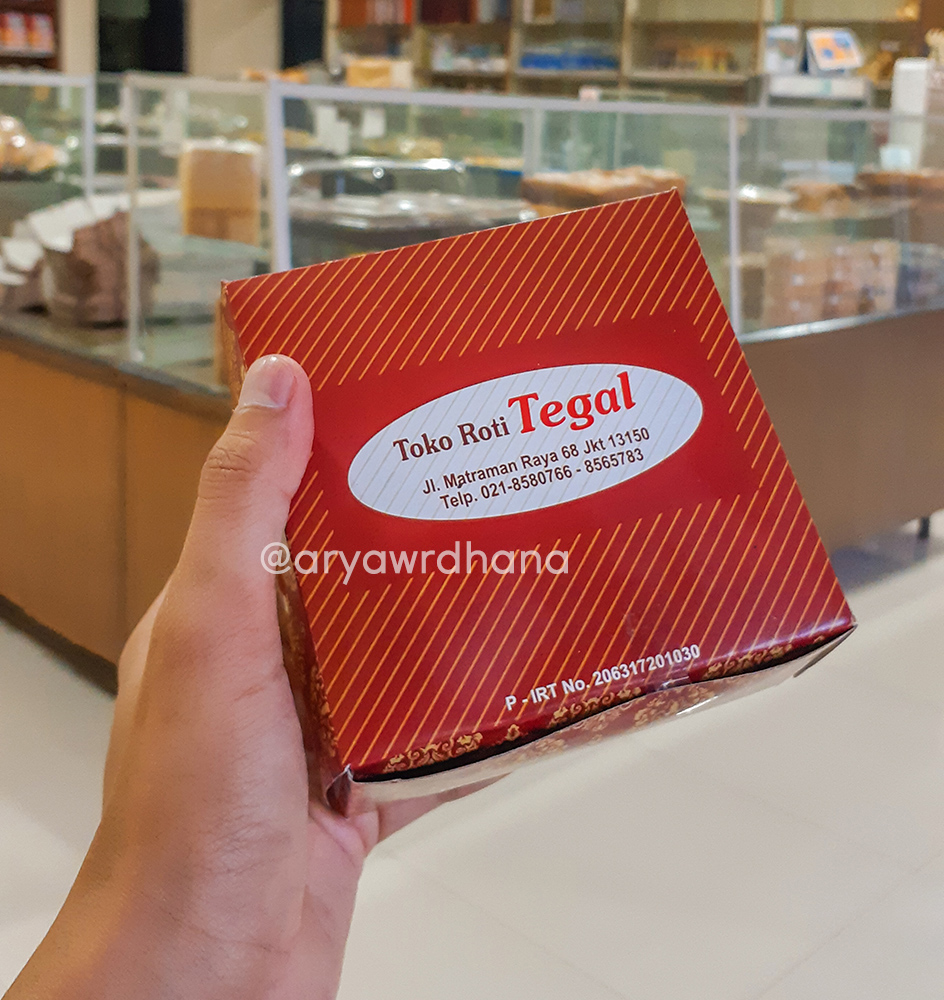 Toko Roti Tegal
Jl. Matraman Raya 68 Jkt 13150
Telp. 021-8580766 - 8565783
@aryawrdhana
P - IRT No. 206317201030